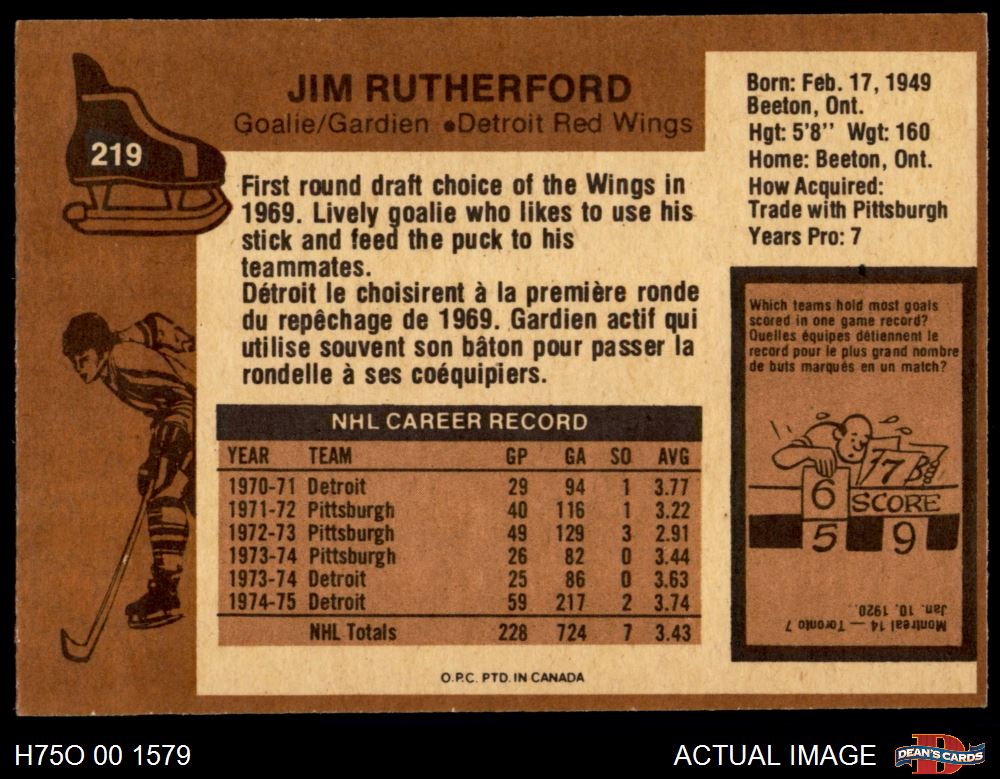 219
JIM RUTHERFORD
Goalie/Gardien ●Detroit Red Wings
Born: Feb. 17, 1949
Beeton, Ont.
Hgt: 5'8'' Wgt: 160
Home: Beeton, Ont.
How Acquired:
Trade with Pittsburgh
Years Pro: 7
First round draft choice of the Wings in
1969. Lively goalie who likes to use his
stick and feed the puck to his
teammates.
Détroit le choisirent à la première ronde
du repêchage de 1969. Gardien actif qui
utilise souvent son bâton pour passer la
rondelle à ses coéquipiers.
NHL CAREER RECORD
YEAR TEAM GP GA SO AVG
1970-71 Detroit 29 94 1 3.77
1971-72 Pittsburgh 40 116 1 3.22
1972-73 Pittsburgh 49 129 3 2.91
1973-74 Pittsburgh 26 82 0 3.44
1973-74 Detroit 25 86 0 3.63
1974-75 Detroit 59 217 2 3.74
NHL Totals 228 724 7 3.43
O.P.C. PTD. IN CANADA
Which teams hold most goals
scored in one game record?
Quelles équipes détiennent le
record pour le plus grand nombre
de buts marqués en un match?
17
6 SCORE
5 9
Montreal 14 — Toronto 7
Jan. 10, 1920.
H75O 00 1579
ACTUAL IMAGE
DEAN'S CARDS